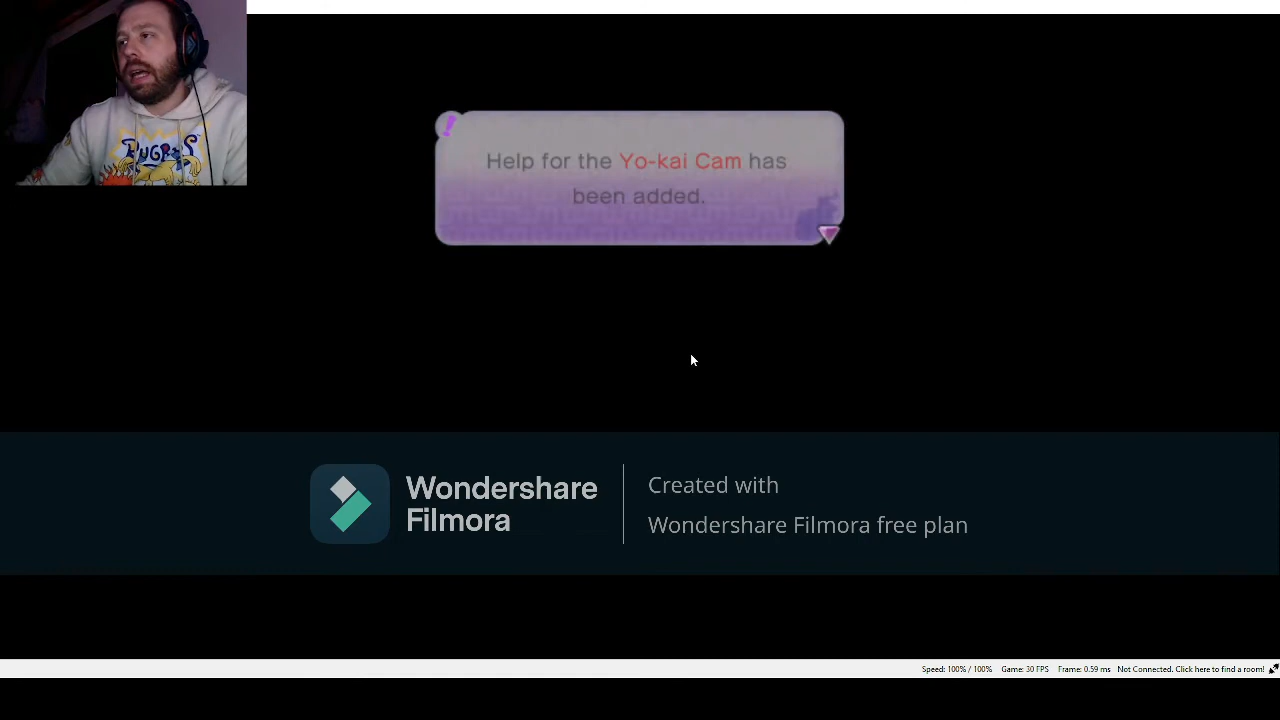 RUGRATS
Help for the Yo-kai Cam has
been added.
Wondershare
Filmora
Created with
Wondershare Filmora free plan
Speed: 100% / 100% Game: 30 FPS Frame: 0.59 ms Not Connected. Click here to find a room!